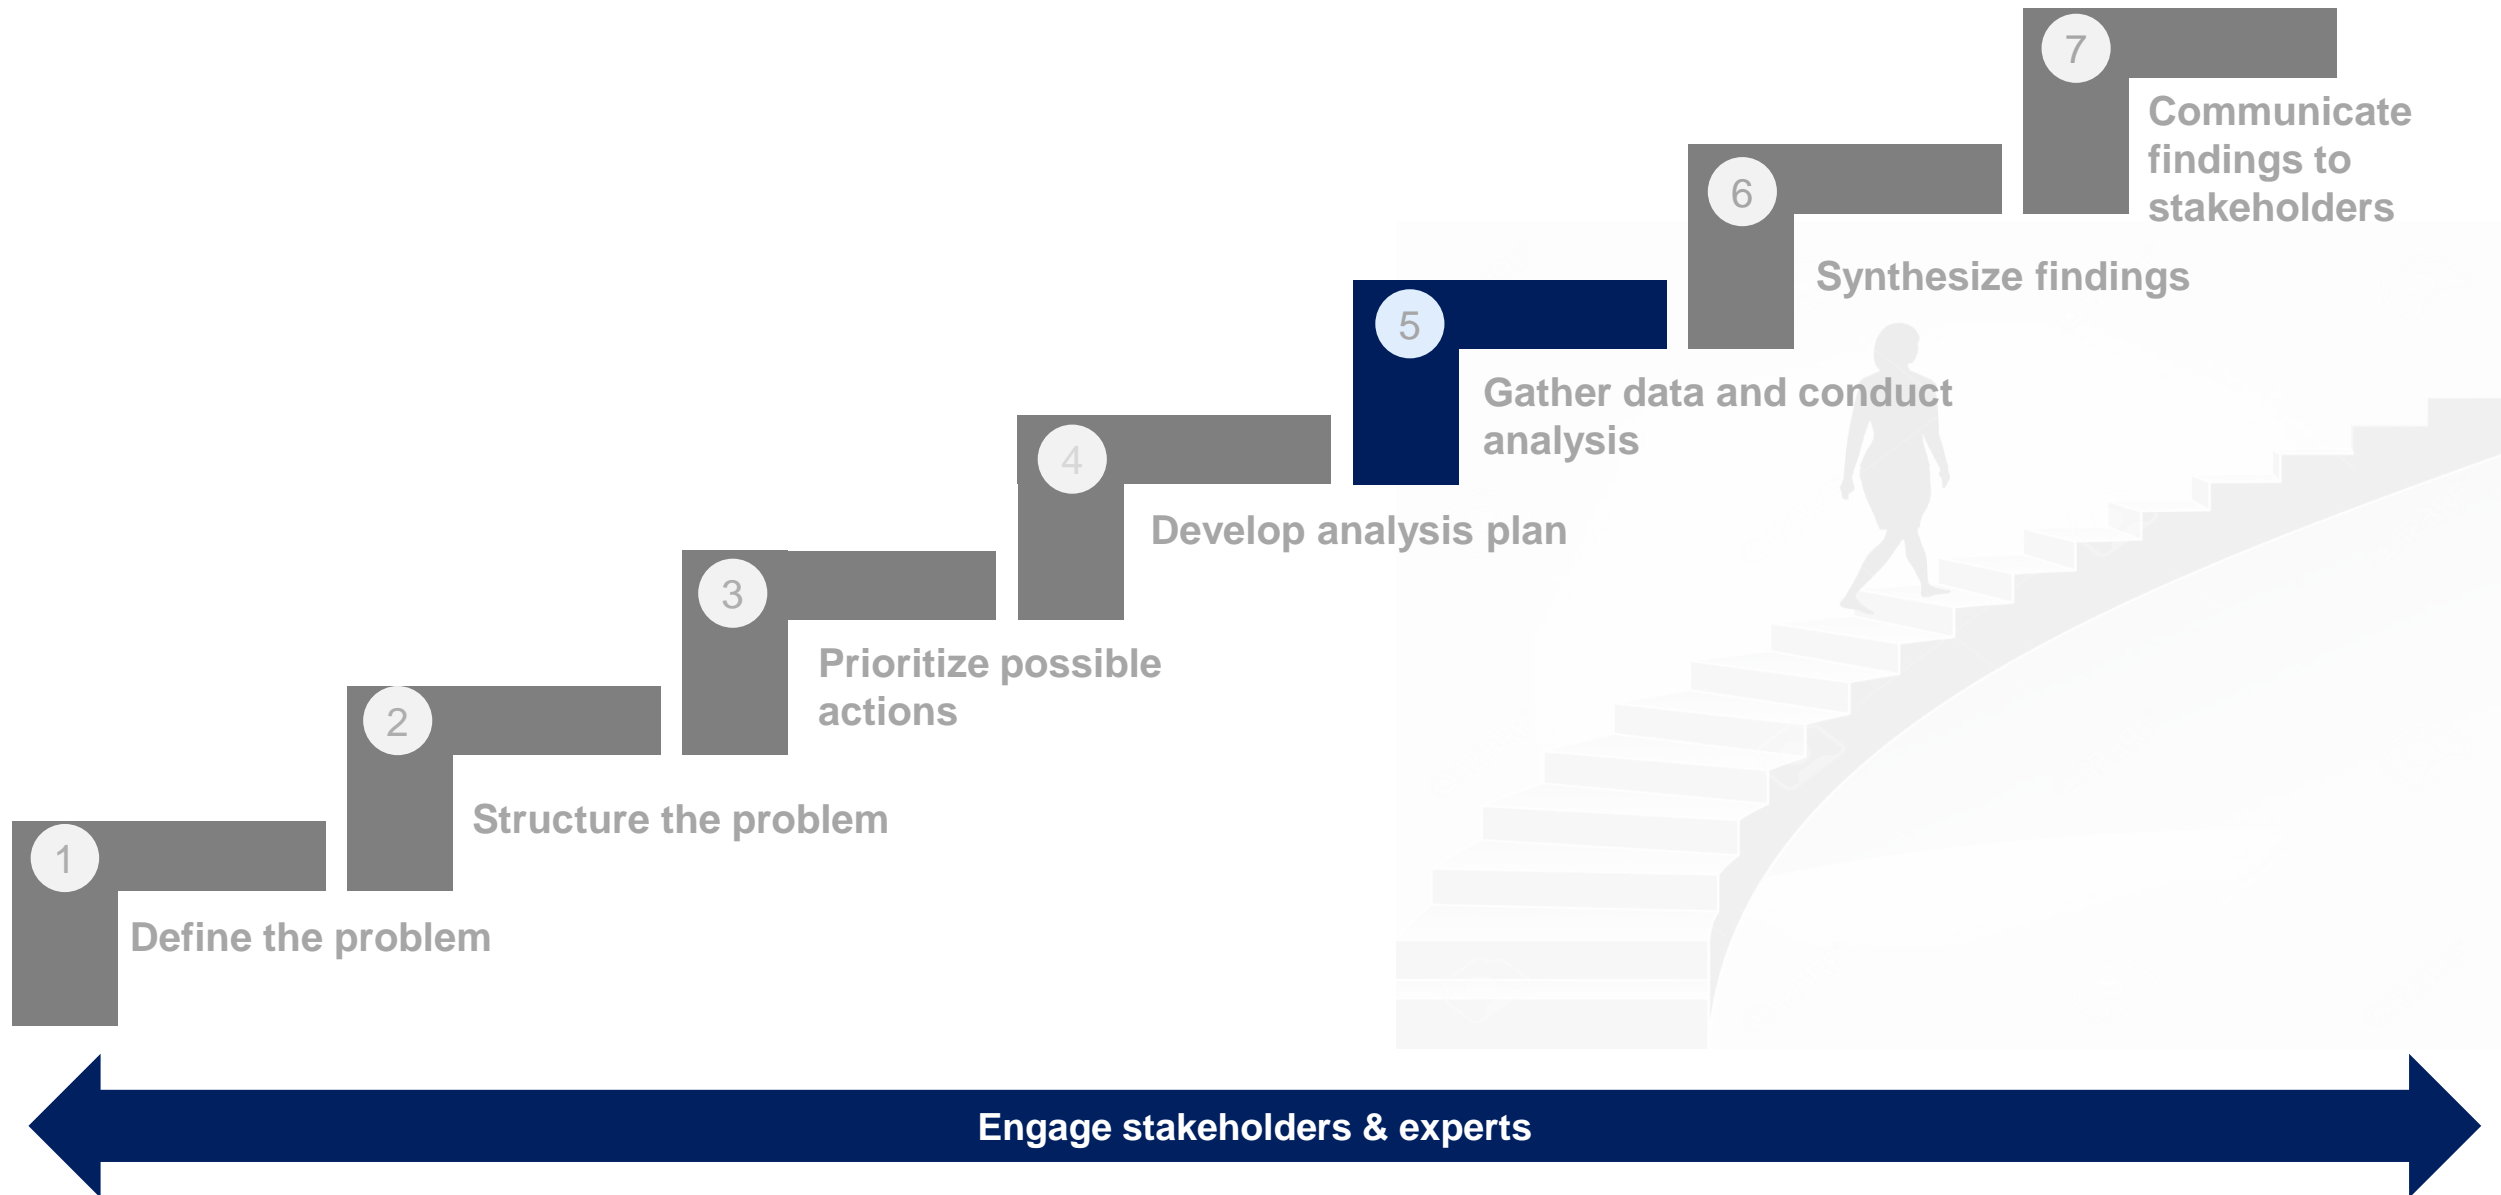 1
Define the problem
2
Structure the problem
3
Prioritize possible
actions
4
Develop analysis plan
5
Gather data and conduct
analysis
6
Synthesize findings
7
Communicate
findings to
stakeholders
Engage stakeholders & experts